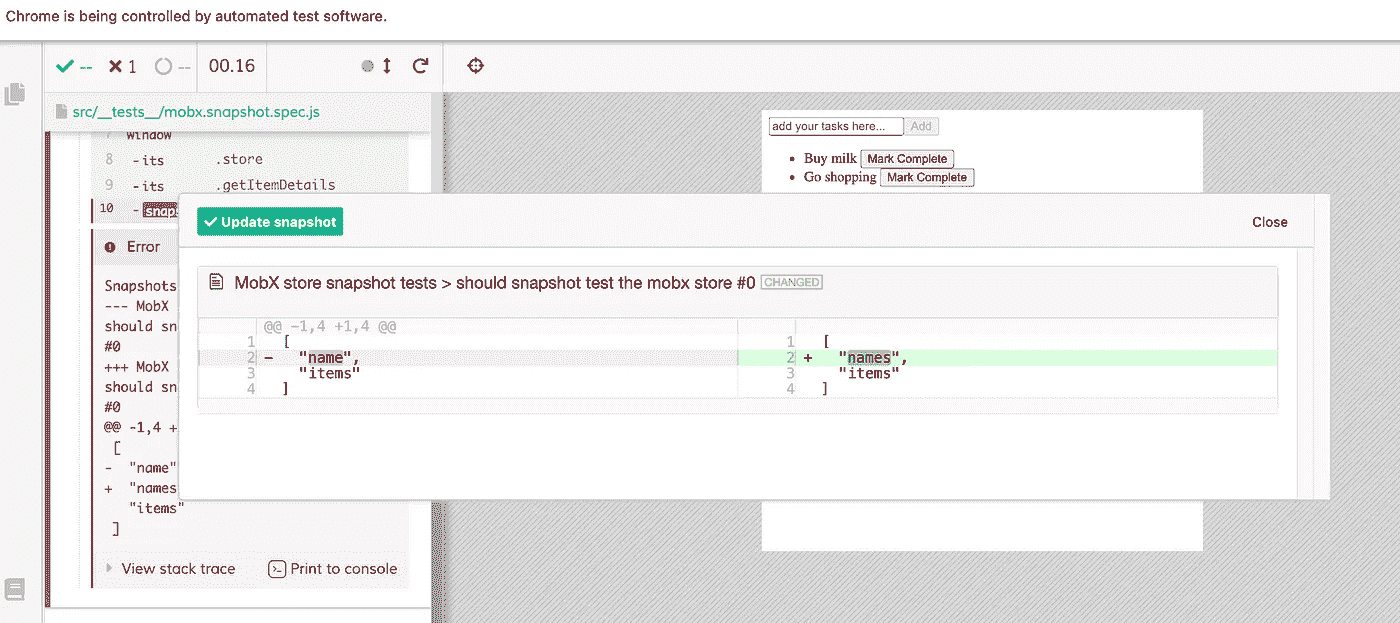 Chrome is being controlled by automated test software.
-- 1 -- 00.16
src/__tests__/mobx.snapshot.spec.js
7 window
8 -its .store
9 -its .getItemDetails
10 - snaps
Error
Snapshots
--- MobX
should sn
#0
+++ MobX
should sn
#0
@@ -1,4 +
[
- "name"
+ "names
"items"
]
View stack trace
Print to console
add your tasks here... Add
Buy milk Mark Complete
Go shopping Mark Complete
Update snapshot
Close
MobX store snapshot tests > should snapshot test the mobx store #0 CHANGED
@@ -1,4 +1,4 @@
1 [
2 - "name",
3 "items"
4 ]
1 [
2 + "names",
3 "items"
4 ]